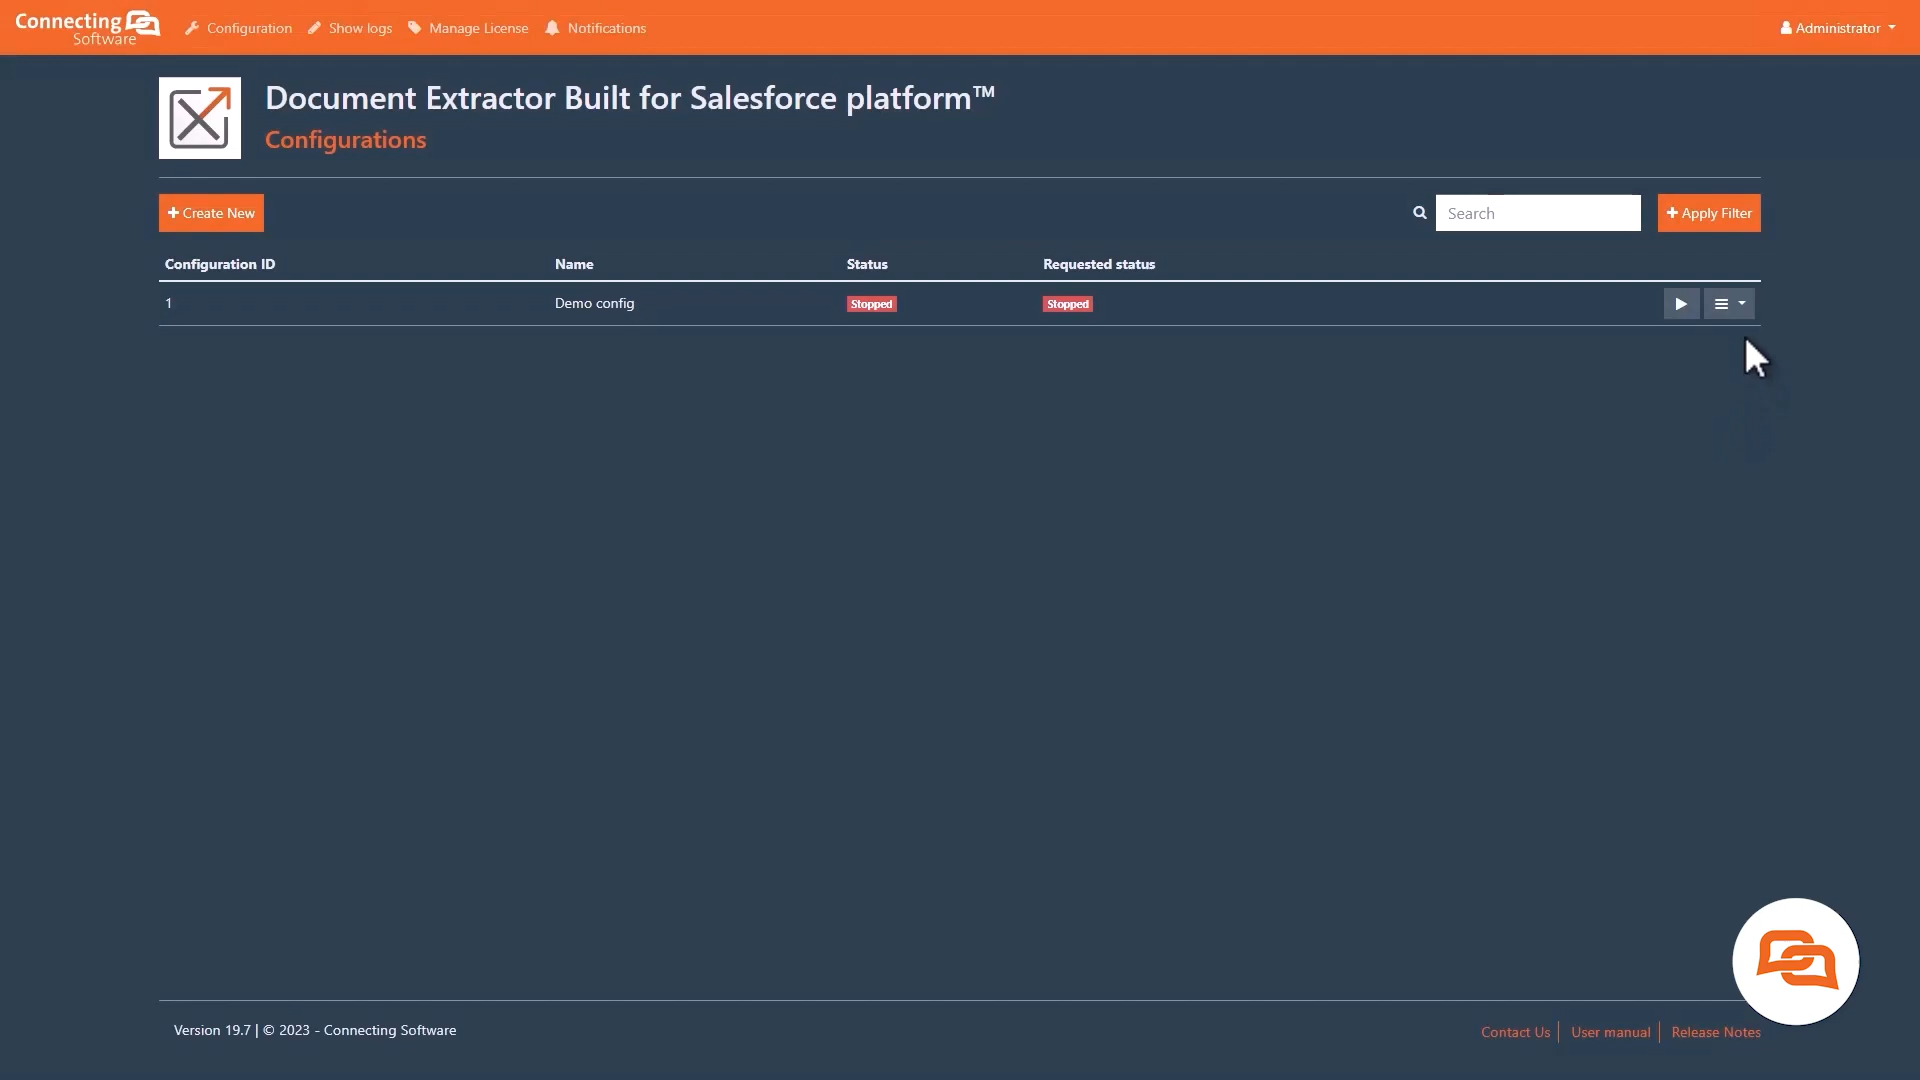 Connecting
Software
Configuration
Show logs
Manage License
Notifications
Administrator
Document Extractor Built for Salesforce platform™
Configurations
Create New
Search
Apply Filter
Configuration ID
Name
Status
Requested status
1
Demo config
Stopped
Stopped
Version 19.7 | © 2023 - Connecting Software
Contact Us
User manual
Release Notes